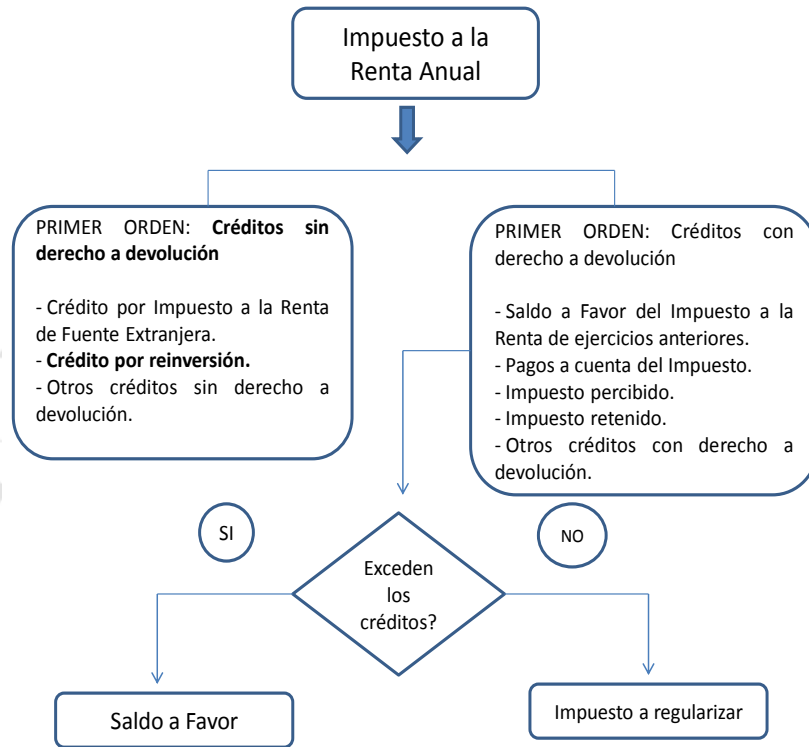 Impuesto a la
Renta Anual
PRIMER ORDEN: Créditos sin
derecho a devolución
- Crédito por Impuesto a la Renta
de Fuente Extranjera.
- Crédito por reinversión.
- Otros créditos sin derecho a
devolución.
PRIMER ORDEN: Créditos con
derecho a devolución
- Saldo a Favor del Impuesto a la
Renta de ejercicios anteriores.
- Pagos a cuenta del Impuesto.
- Impuesto percibido.
- Impuesto retenido.
- Otros créditos con derecho a
devolución.
SI
NO
Exceden
los
créditos?
Saldo a Favor
Impuesto a regularizar